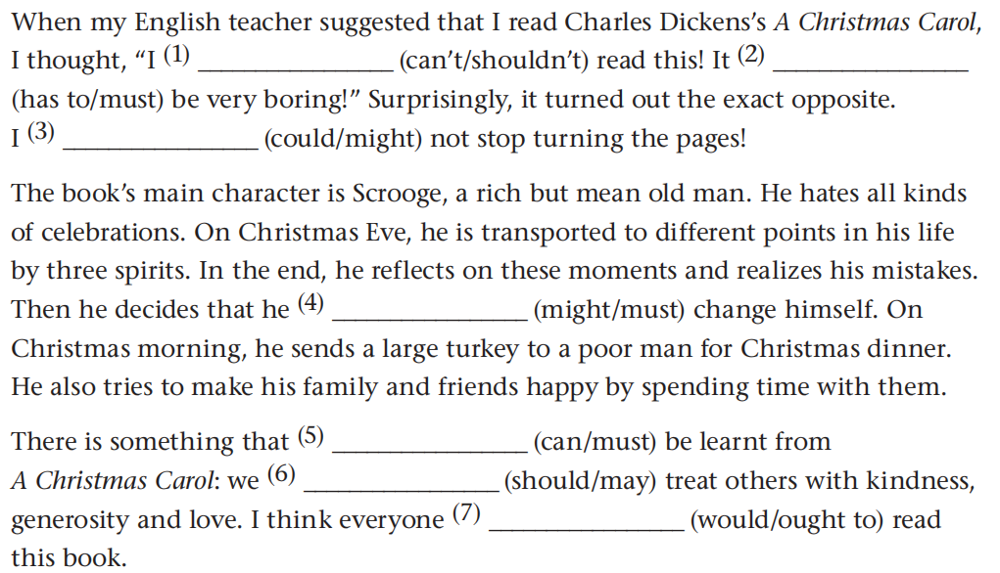 When my English teacher suggested that I read Charles Dickens’s A Christmas Carol,
I thought, “I (1) _________________ (can’t/shouldn’t) read this! It (2) _________________
(has to/must) be very boring!” Surprisingly, it turned out the exact opposite.
I (3) _________________ (could/might) not stop turning the pages!
The book’s main character is Scrooge, a rich but mean old man. He hates all kinds
of celebrations. On Christmas Eve, he is transported to different points in his life
by three spirits. In the end, he reflects on these moments and realizes his mistakes.
Then he decides that he (4) _________________ (might/must) change himself. On
Christmas morning, he sends a large turkey to a poor man for Christmas dinner.
He also tries to make his family and friends happy by spending time with them.
There is something that (5) _________________ (can/must) be learnt from
A Christmas Carol: we (6) _________________ (should/may) treat others with kindness,
generosity and love. I think everyone (7) _________________ (would/ought to) read
this book.